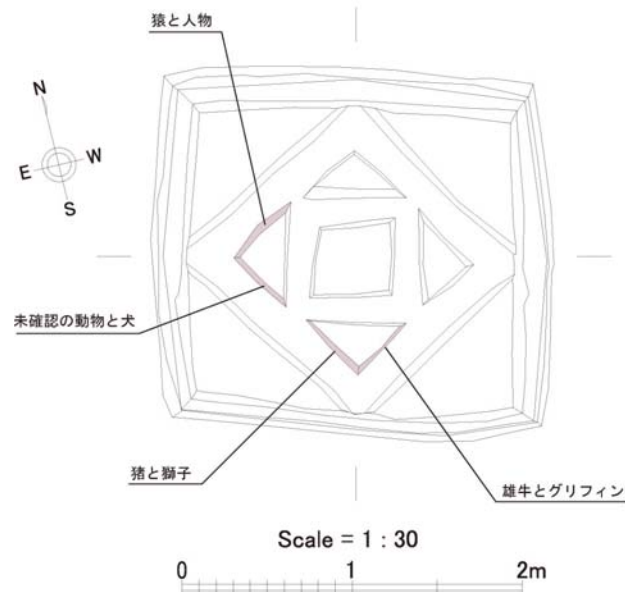 猿と人物
N
E W
S
未確認の動物と犬
猪と獅子
雄牛とグリフィン
Scale = 1 : 30
0 1 2m